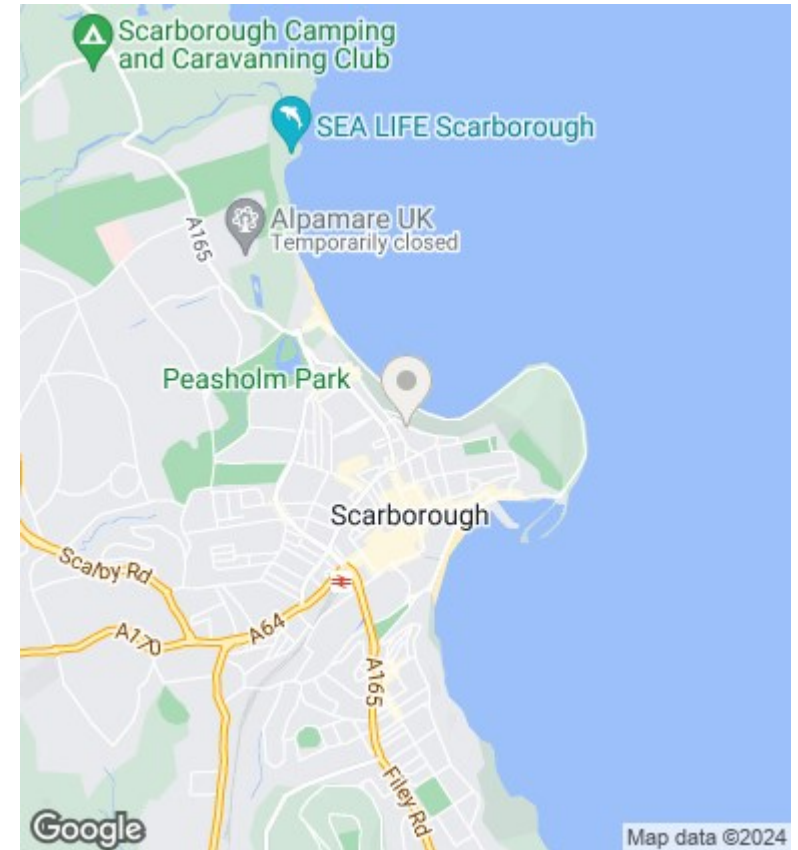 Scarborough Camping
and Caravanning Club
SEA LIFE Scarborough
A165
Alpamare UK
Temporarily closed
Peasholm Park
Scarborough
Scalby Rd
A170
A64
A165
Filey Rd
Google
Map data ©2024